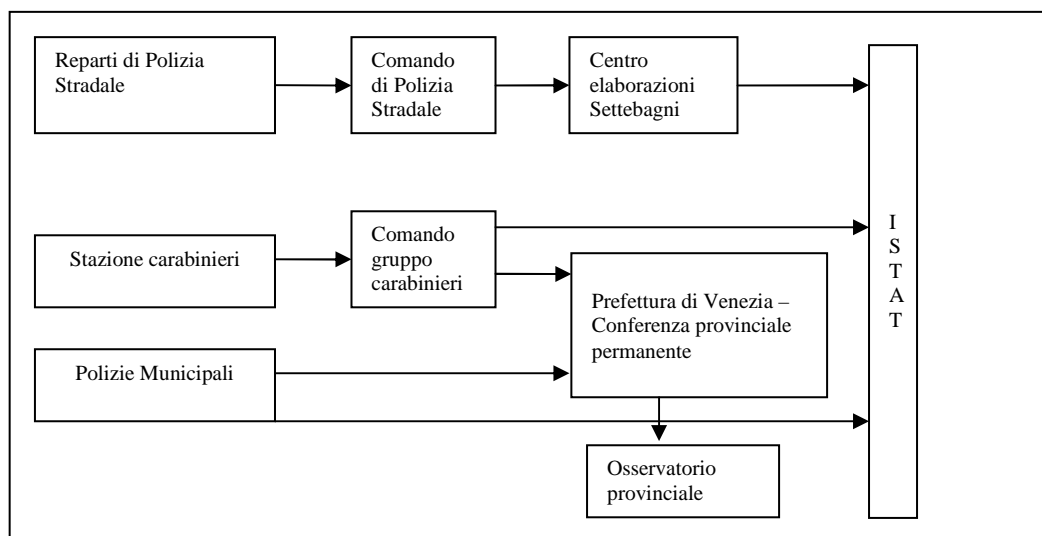 Reparti di Polizia
Stradale
Comando
di Polizia
Stradale
Centro
elaborazioni
Settebagni
Stazione carabinieri
Comando
gruppo
carabinieri
Prefettura di Venezia –
Conferenza provinciale
permanente
Polizie Municipali
Osservatorio
provinciale
I
S
T
A
T